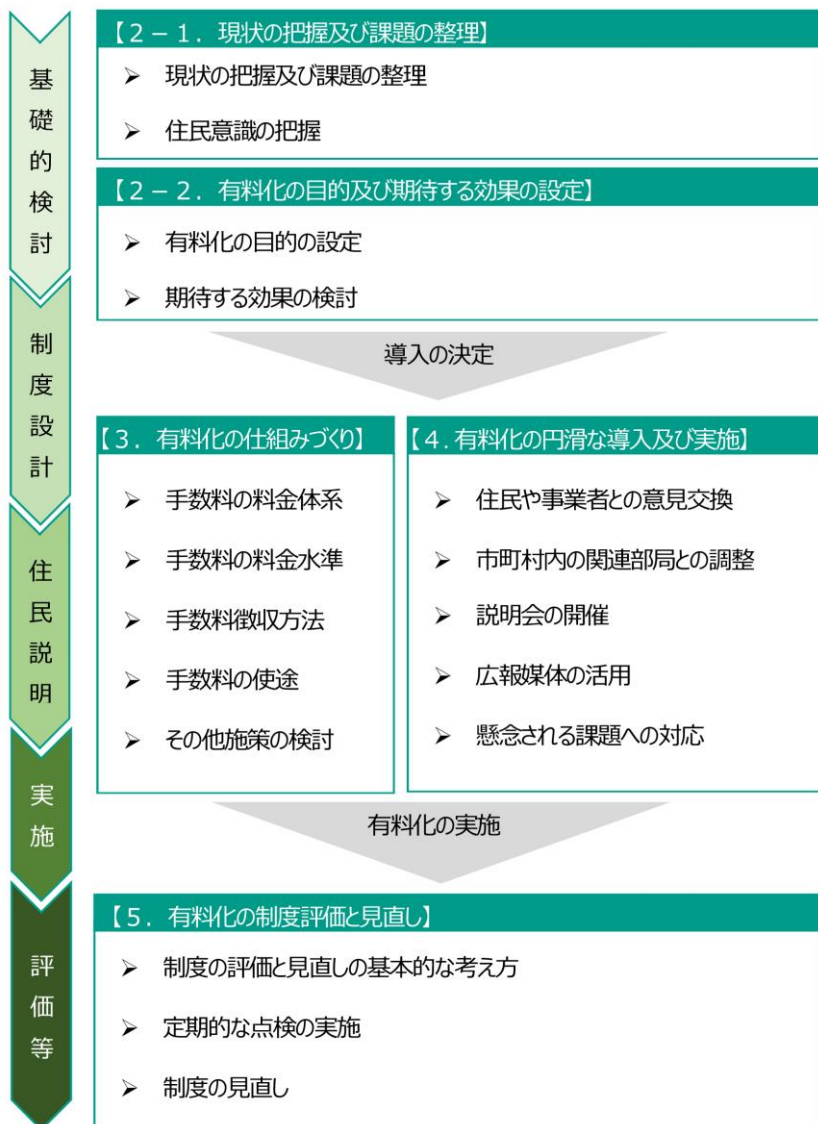 基礎的検討
【２－１．現状の把握及び課題の整理】
➢ 現状の把握及び課題の整理
➢ 住民意識の把握
【２－２．有料化の目的及び期待する効果の設定】
➢ 有料化の目的の設定
➢ 期待する効果の検討
導入の決定
制度設計
住民説明
【３．有料化の仕組みづくり】
➢ 手数料の料金体系
➢ 手数料の料金水準
➢ 手数料徴収方法
➢ 手数料の使途
➢ その他施策の検討
【４.有料化の円滑な導入及び実施】
➢ 住民や事業者との意見交換
➢ 市町村内の関連部局との調整
➢ 説明会の開催
➢ 広報媒体の活用
➢ 懸念される課題への対応
実施
有料化の実施
評価等
【５．有料化の制度評価と見直し】
➢ 制度の評価と見直しの基本的な考え方
➢ 定期的な点検の実施
➢ 制度の見直し